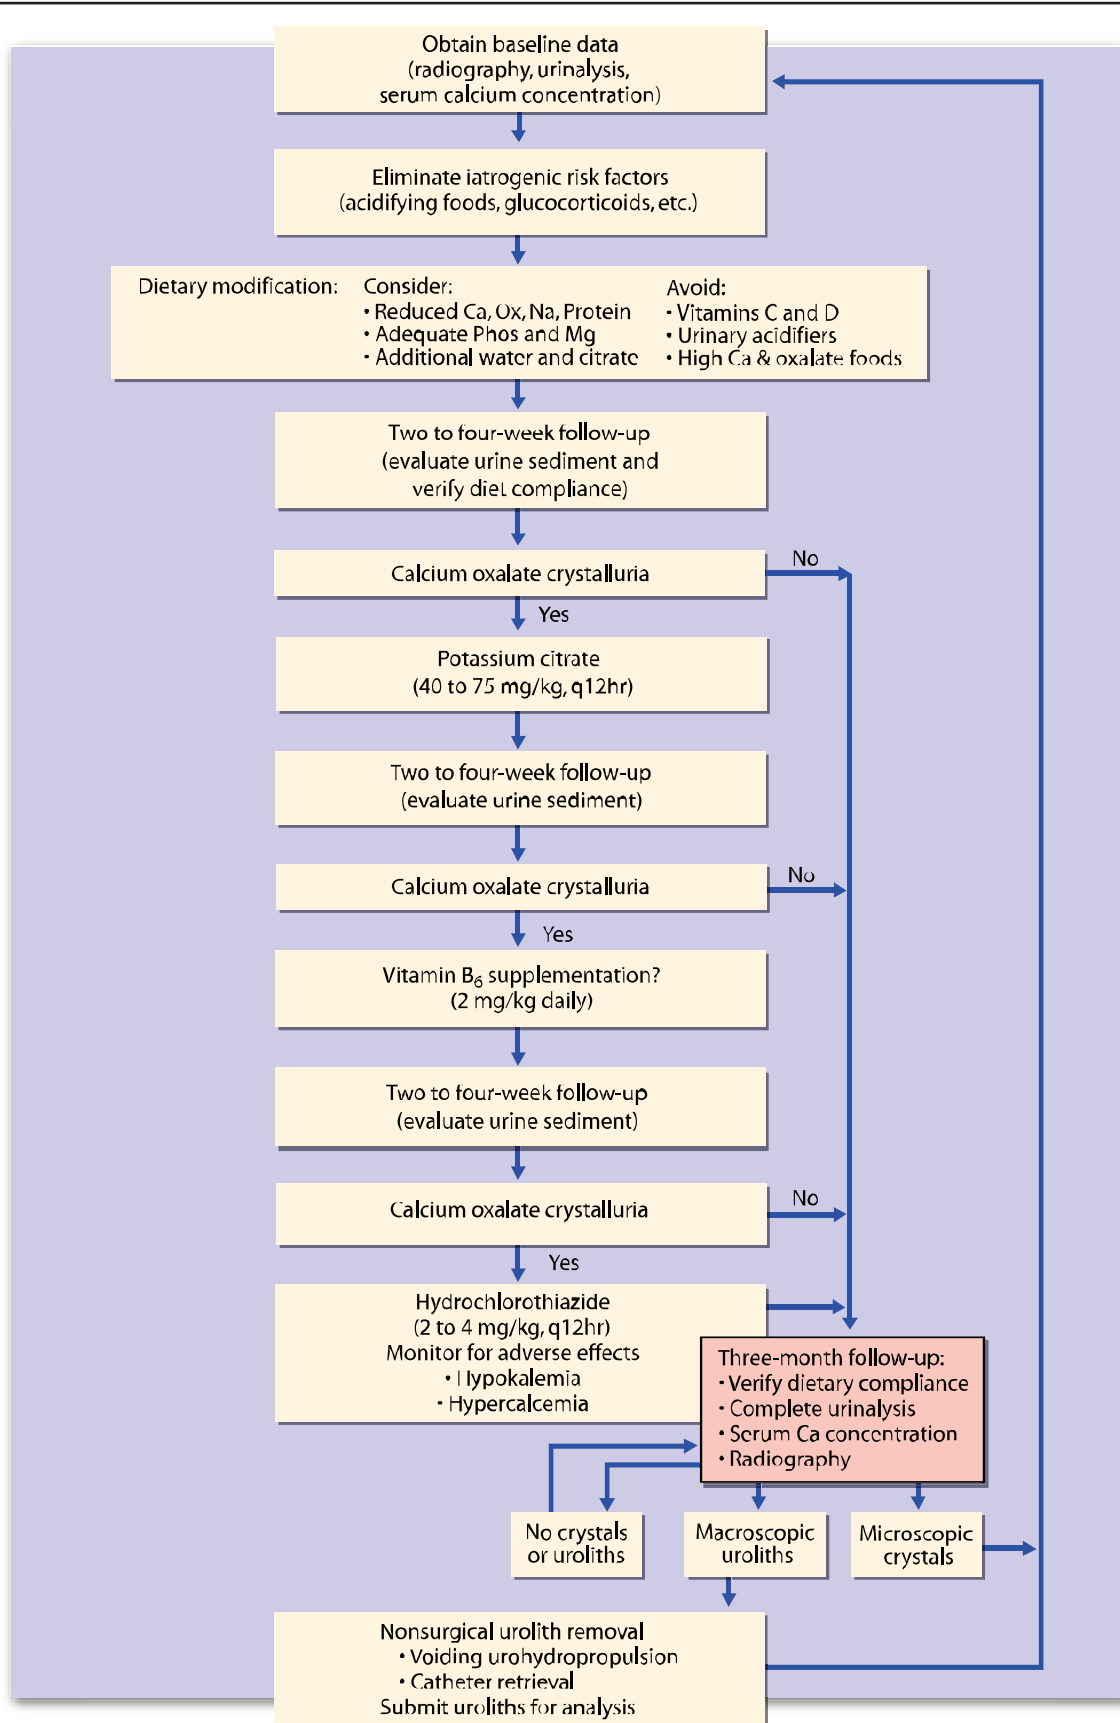 Obtain baseline data
(radiography, urinalysis,
serum calcium concentration)
Eliminate iatrogenic risk factors
(acidifying foods, glucocorticoids, etc.)
Dietary modification:
Consider:
• Reduced Ca, Ox, Na, Protein
• Adequate Phos and Mg
• Additional water and citrate
Avoid:
• Vitamins C and D
• Urinary acidifiers
• High Ca & oxalate foods
Two to four-week follow-up
(evaluate urine sediment and
verify diet compliance)
Calcium oxalate crystalluria
No
Yes
Potassium citrate
(40 to 75 mg/kg, q12hr)
Two to four-week follow-up
(evaluate urine sediment)
Calcium oxalate crystalluria
No
Yes
Vitamin B6 supplementation?
(2 mg/kg daily)
Two to four-week follow-up
(evaluate urine sediment)
Calcium oxalate crystalluria
No
Yes
Hydrochlorothiazide
(2 to 4 mg/kg, q12hr)
Monitor for adverse effects
• Hypokalemia
• Hypercalcemia
Three-month follow-up:
• Verify dietary compliance
• Complete urinalysis
• Serum Ca concentration
• Radiography
No crystals
or uroliths
Macroscopic
uroliths
Microscopic
crystals
Nonsurgical urolith removal
• Voiding urohydropropulsion
• Catheter retrieval
Submit uroliths for analysis